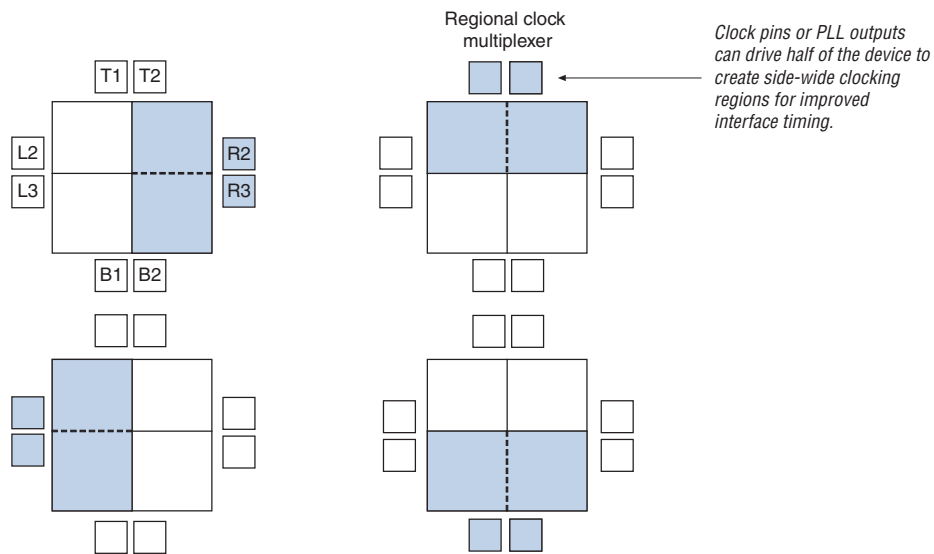 Regional clock
multiplexer
Clock pins or PLL outputs
can drive half of the device to
create side-wide clocking
regions for improved
interface timing.
T1 T2
L2
L3
R2
R3
B1 B2